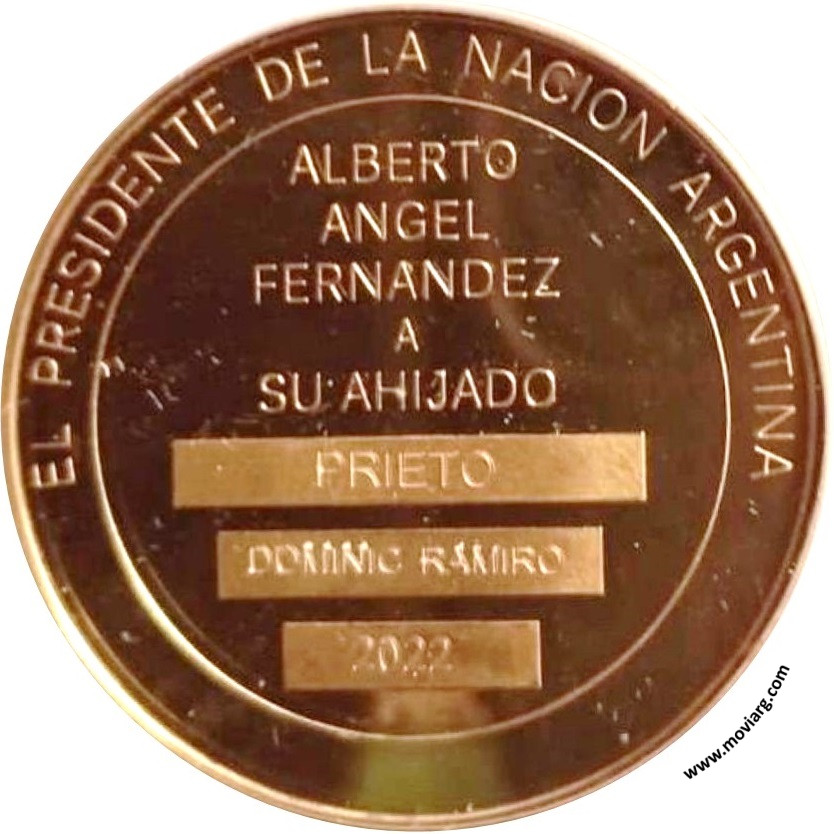 EL PRESIDENTE DE LA NACION ARGENTINA
ALBERTO
ANGEL
FERNANDEZ
A
SU AHIJADO
PRIETO
DOMINIC RAMIRO
2022
www.moviarg.com